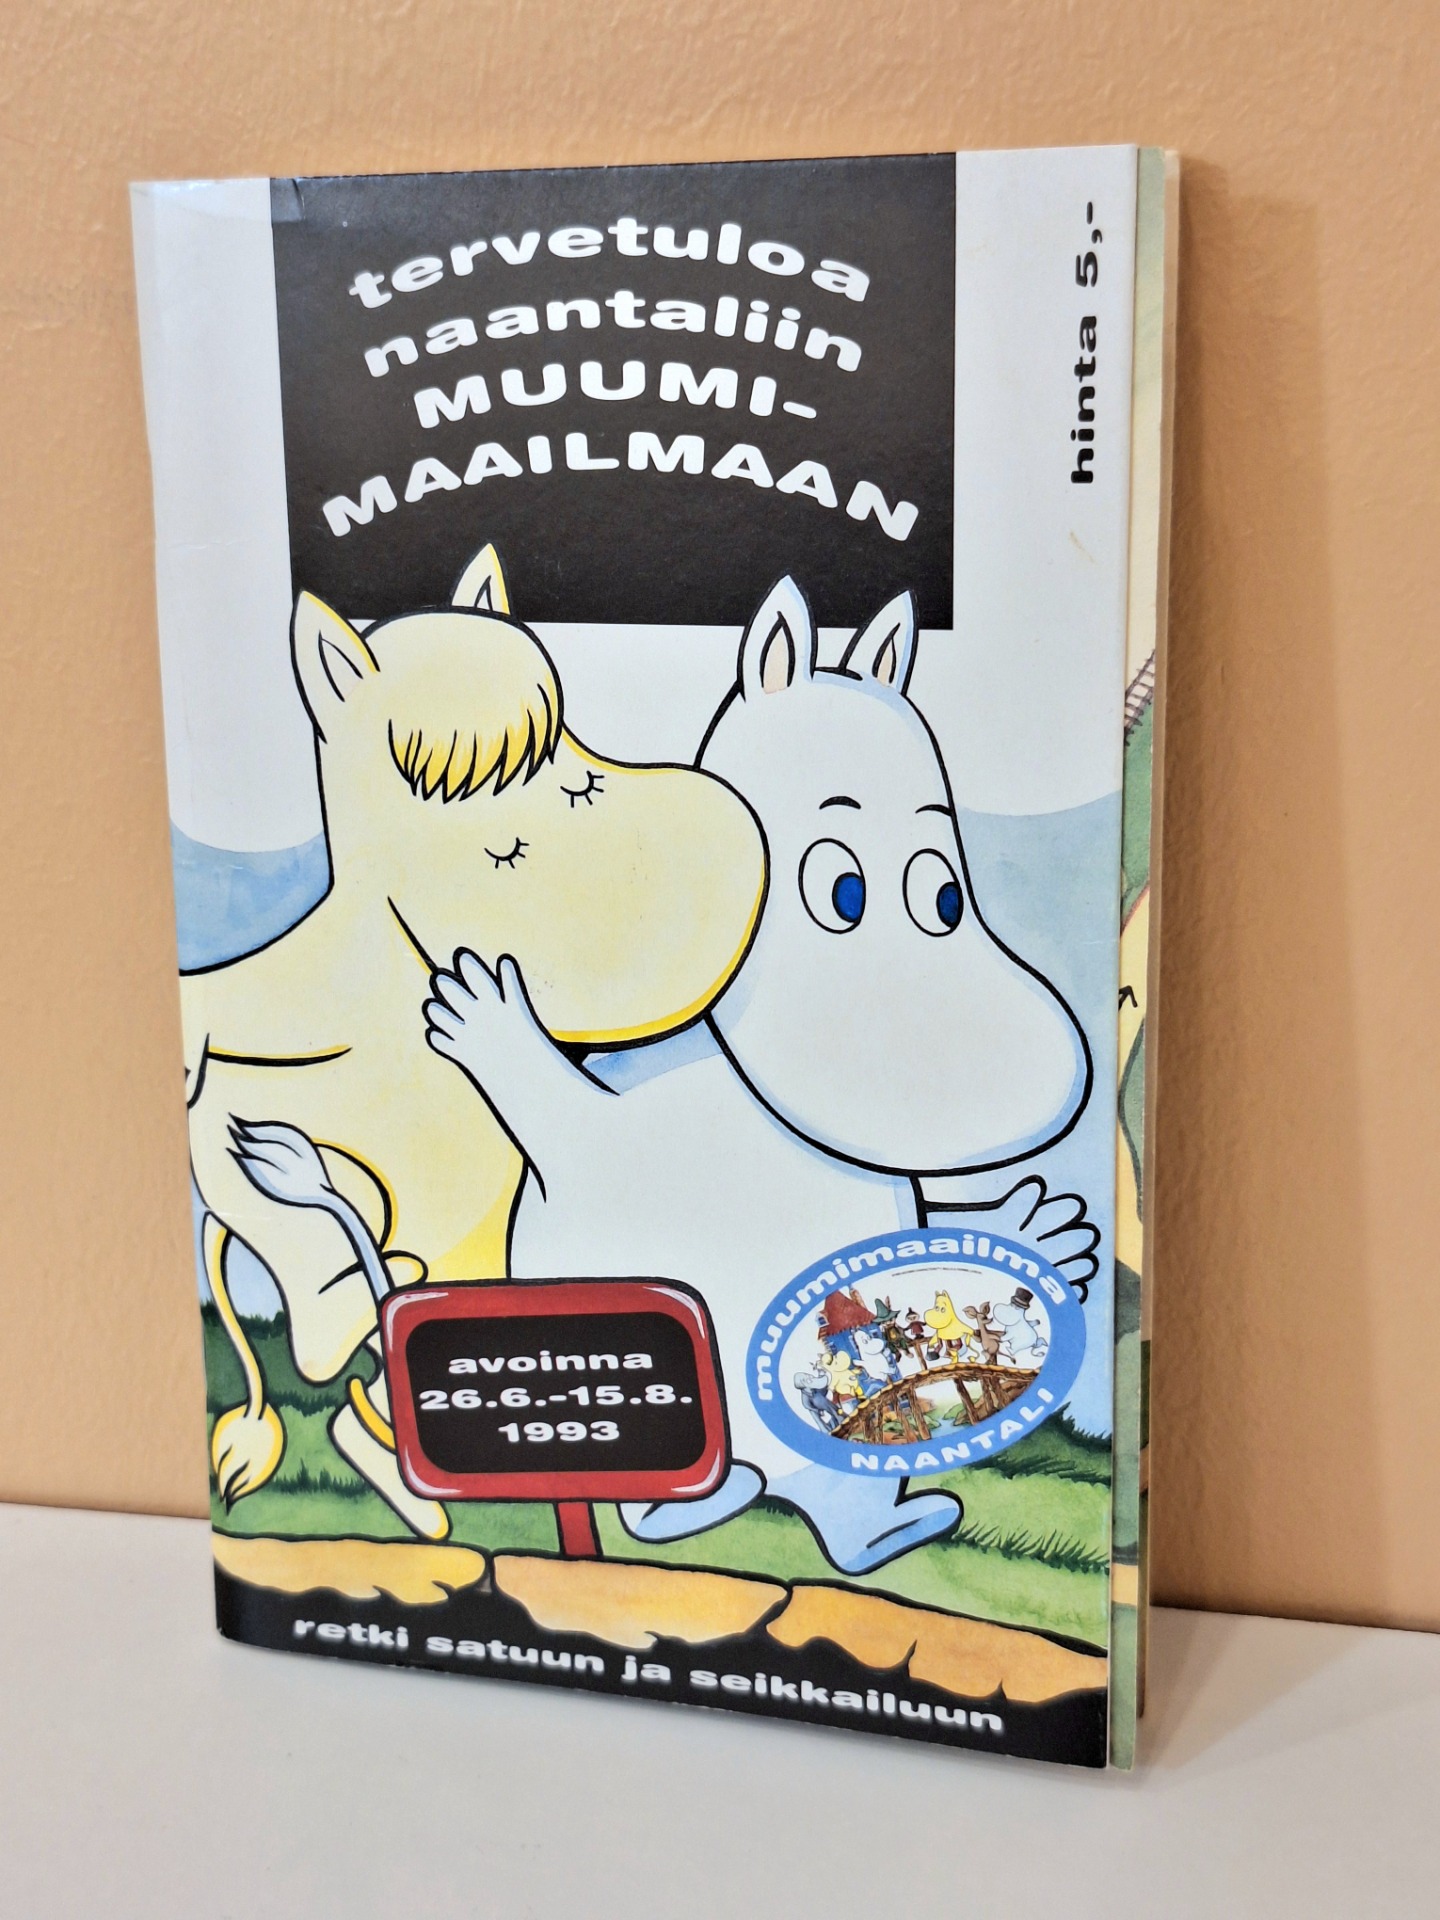 tervetuloa
naantaliin
MUUMI-
MAAILMAAN
hinta 5,-
muumimaailma
NAANTALI
avoinna
26.6.-15.8.
1993
retki satuun ja seikkailuun